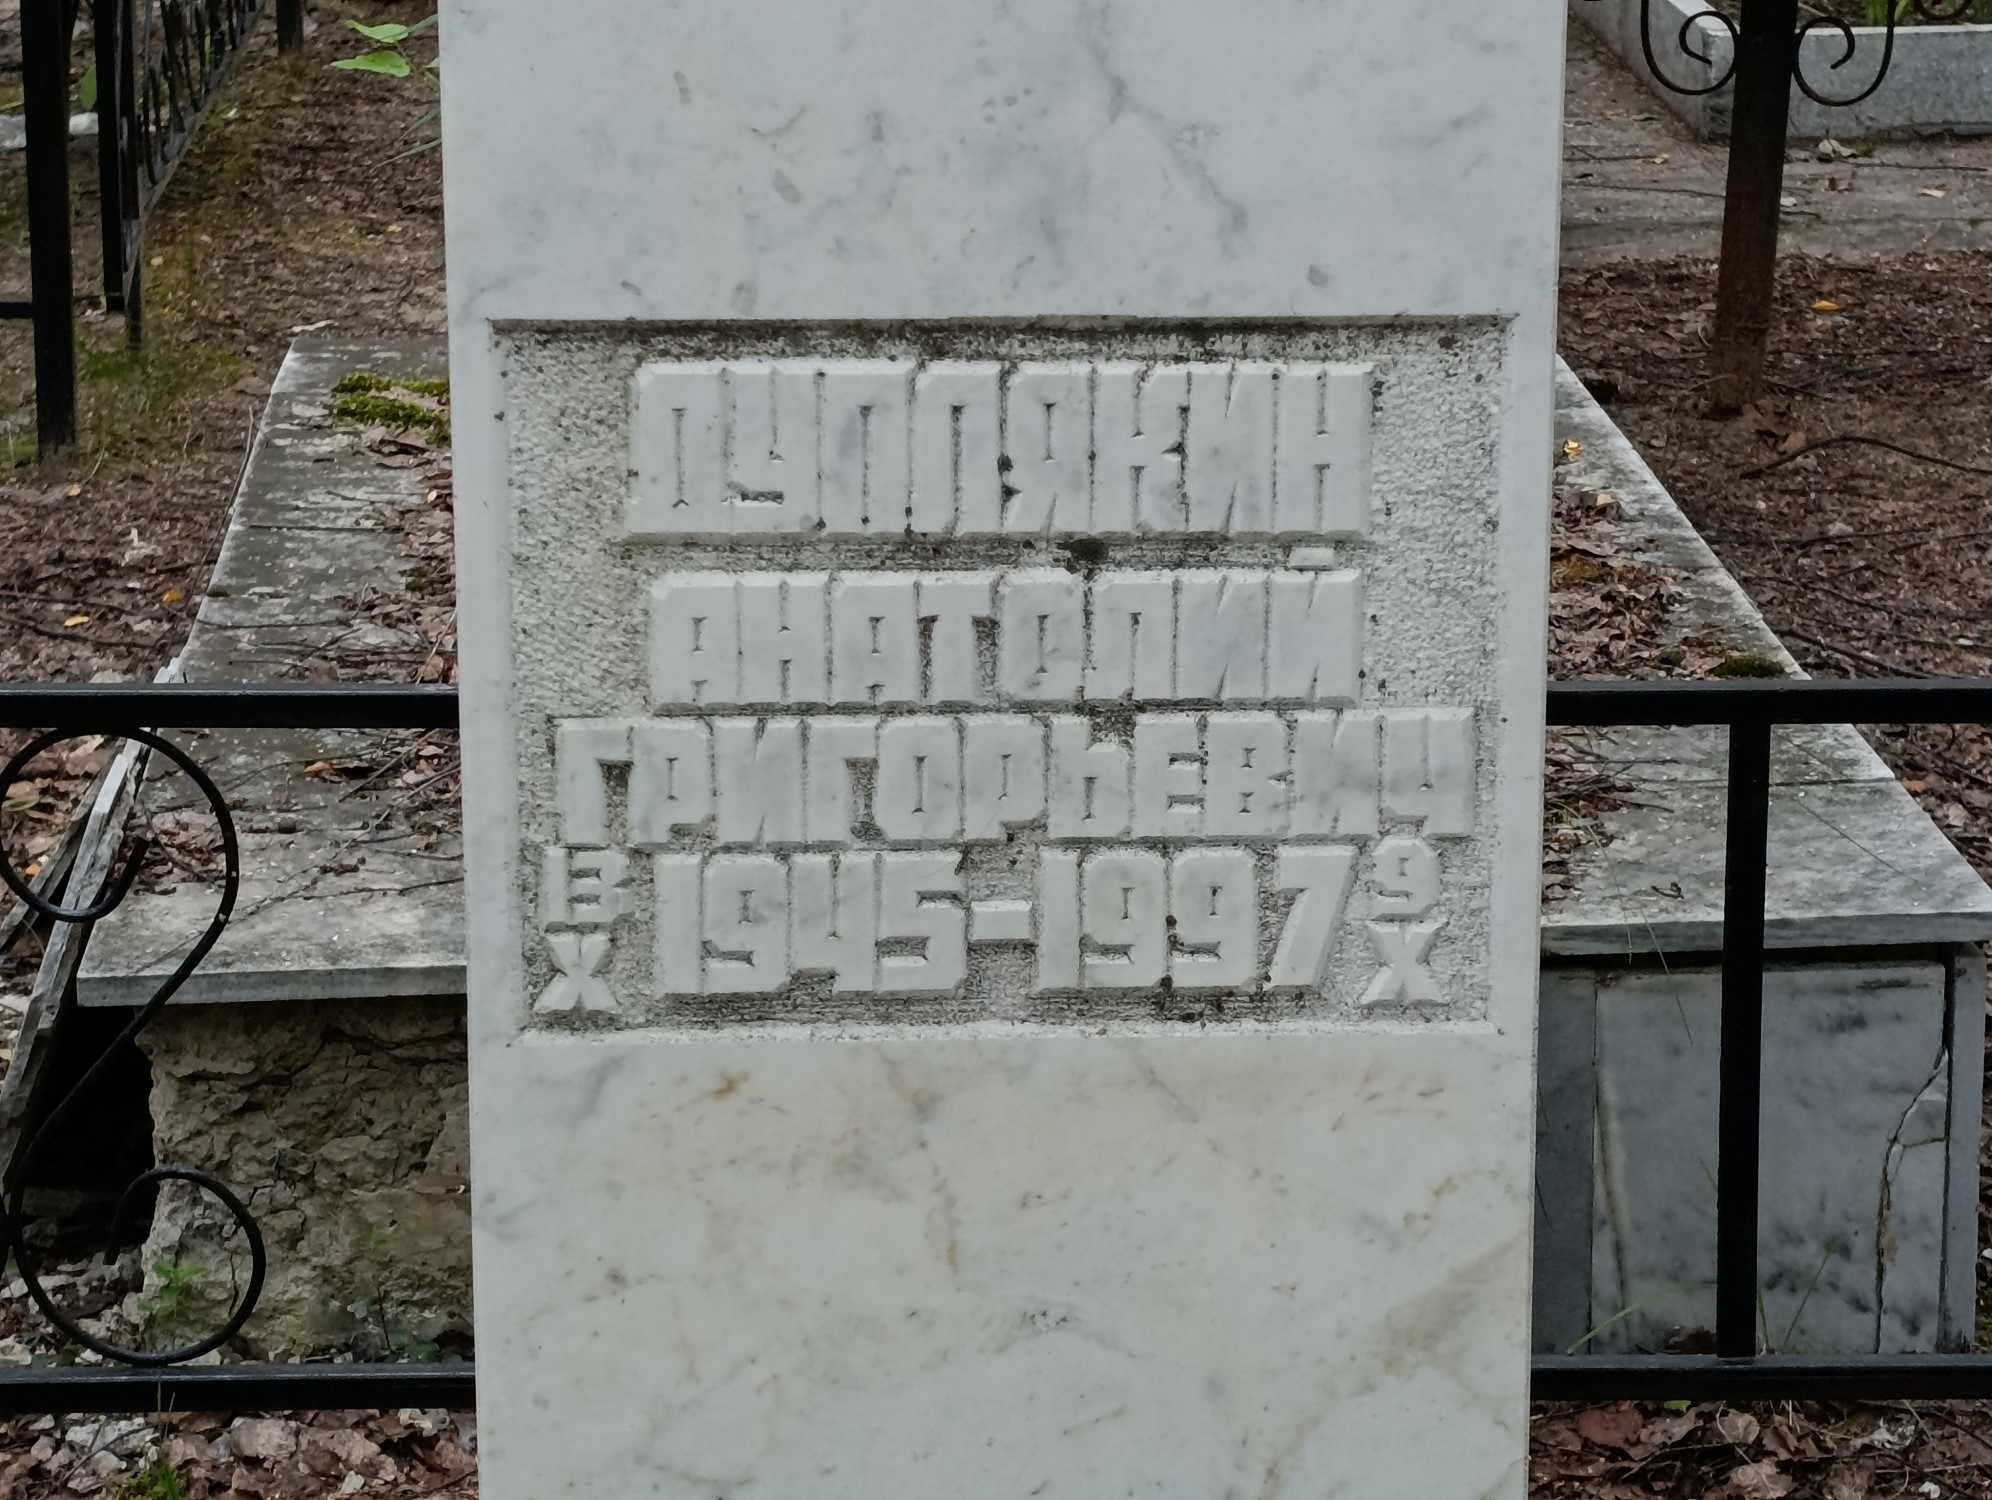 ДУПЛЯКИН
АНАТОЛИЙ
ГРИГОРЬЕВИЧ
13 1945-1997 9
X X